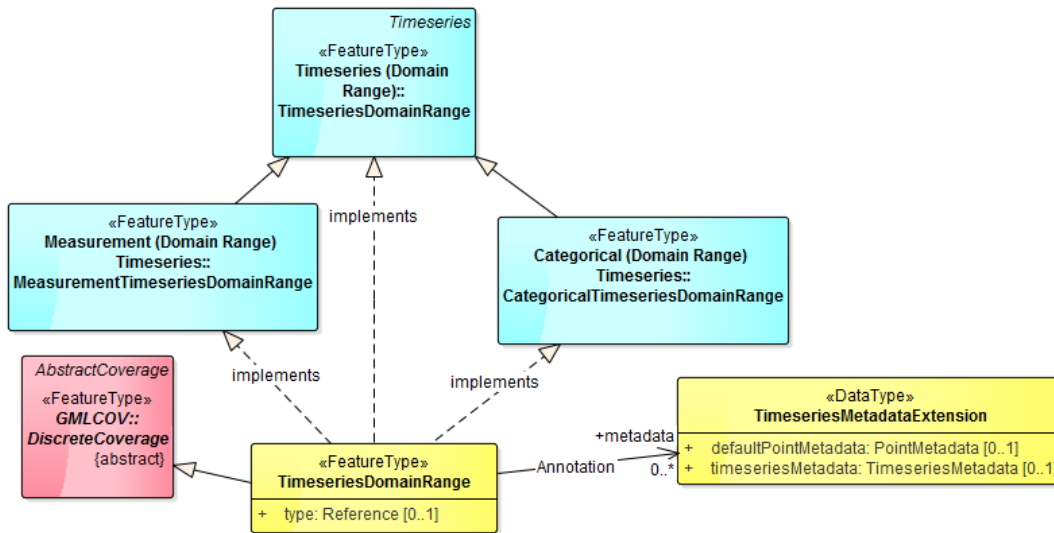 Timeseries
«FeatureType»
Timeseries (Domain
Range)::
TimeseriesDomainRange
implements
«FeatureType»
Measurement (Domain Range)
Timeseries::
MeasurementTimeseriesDomainRange
«FeatureType»
Categorical (Domain Range)
Timeseries::
CategoricalTimeseriesDomainRange
implements
implements
AbstractCoverage
«FeatureType»
GMLCOV::
DiscreteCoverage
{abstract}
«FeatureType»
TimeseriesDomainRange
+ type: Reference [0..1]
+metadata
Annotation
0..*
«DataType»
TimeseriesMetadataExtension
+ defaultPointMetadata: PointMetadata [0..1]
+ timeseriesMetadata: TimeseriesMetadata [0..1]